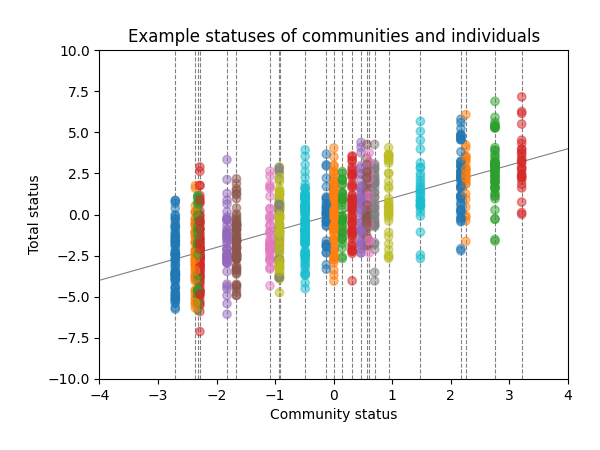 Example statuses of communities and individuals
10.0
7.5
5.0
2.5
0.0
−2.5
−5.0
−7.5
−10.0
Total status
−4 −3 −2 −1 0 1 2 3 4
Community status